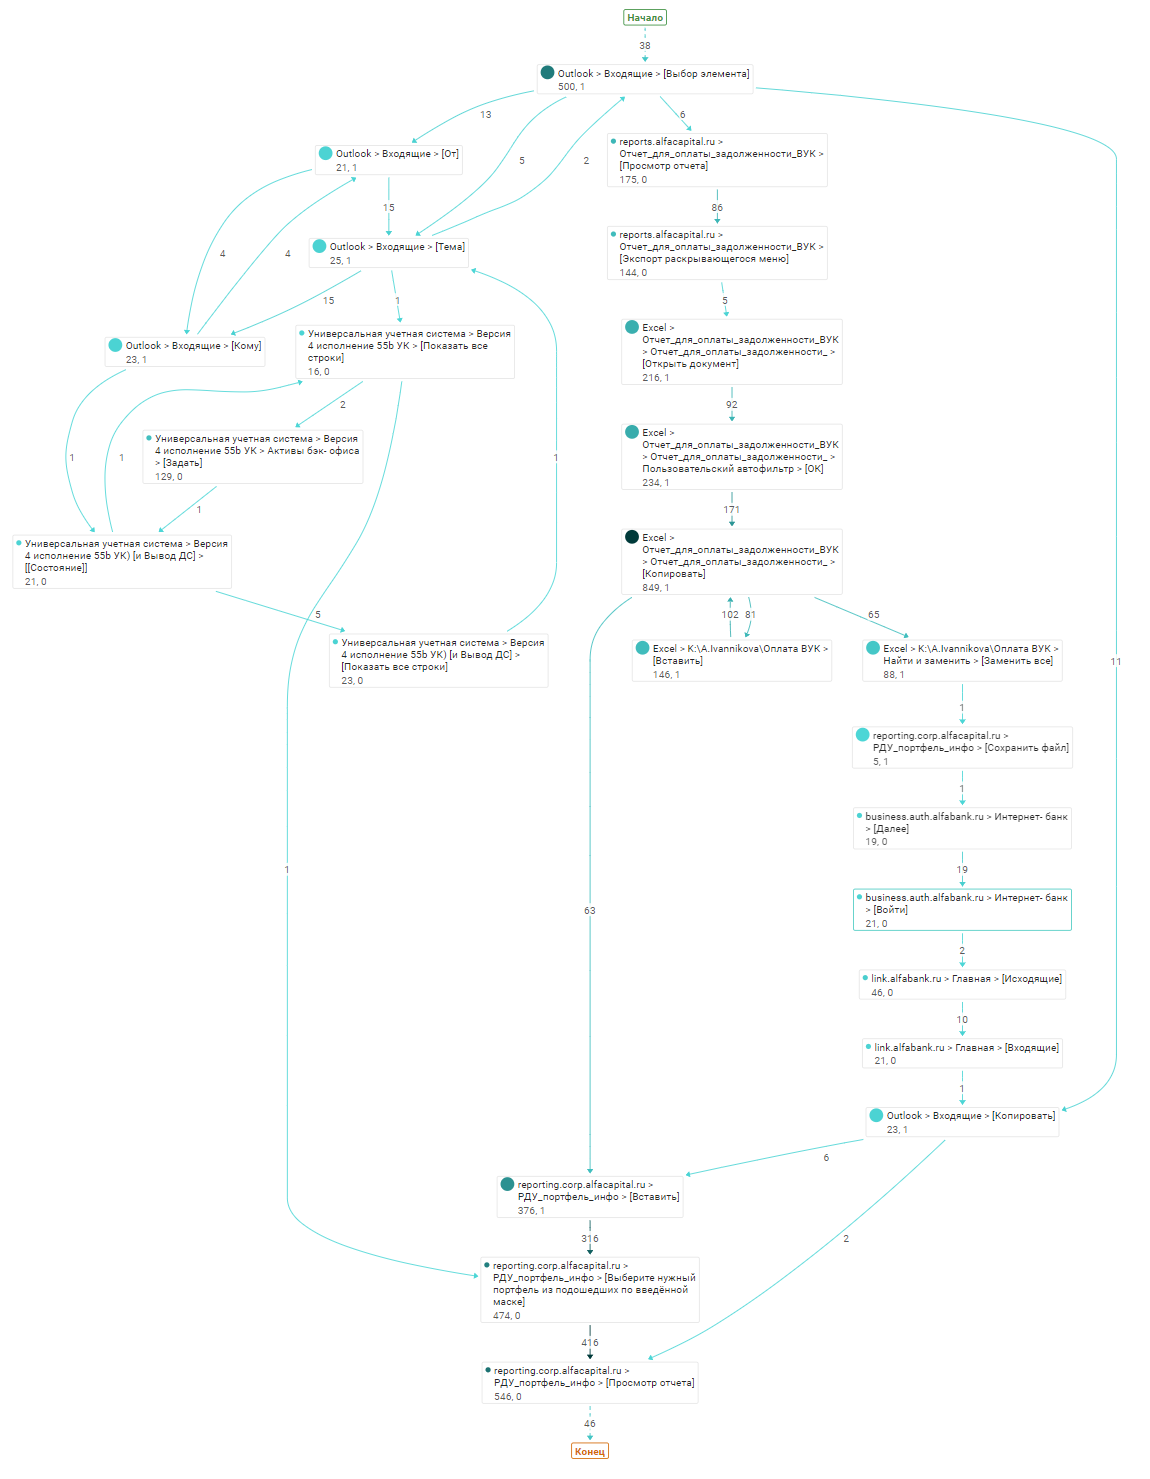 Начало
38
Outlook > Входящие > [Выбор элемента]
500, 1
13
6
5
2
reports.alfacapital.ru >
Отчет_для_оплаты_задолженности_ВУК >
[Просмотр отчета]
175, 0
Outlook > Входящие > [От]
21, 1
15
86
4
4
reports.alfacapital.ru >
Отчет_для_оплаты_задолженности_ВУК >
[Экспорт раскрывающегося меню]
144, 0
Outlook > Входящие > [Тема]
25, 1
15
1
5
Excel >
Отчет_для_оплаты_задолженности_ВУК
> Отчет_для_оплаты_задолженности_ >
[Открыть документ]
216, 1
Универсальная учетная система > Версия
4 исполнение 55b УК > [Показать все
строки]
16, 0
Outlook > Входящие > [Кому]
23, 1
2
92
Excel >
Отчет_для_оплаты_задолженности_ВУК
> Отчет_для_оплаты_задолженности_ >
Пользовательский автофильтр > [ОК]
234, 1
Универсальная учетная система > Версия
4 исполнение 55b УК > Активы бэк- офиса
> [Задать]
129, 0
1
1
1
1
171
Excel >
Отчет_для_оплаты_задолженности_ВУК
> Отчет_для_оплаты_задолженности_ >
[Копировать]
849, 1
Универсальная учетная система > Версия
4 исполнение 55b УК) [и Вывод ДС] >
[[Состояние]]
21, 0
5
102
81
65
Универсальная учетная система > Версия
4 исполнение 55b УК) [и Вывод ДС] >
[Показать все строки]
23, 0
Excel > K:\A.Ivannikova\Оплата ВУК >
[Вставить]
146, 1
Excel > K:\A.Ivannikova\Оплата ВУК >
Найти и заменить > [Заменить все]
88, 1
11
1
reporting.corp.alfacapital.ru >
РДУ_портфель_инфо > [Сохранить файл]
5, 1
1
business.auth.alfabank.ru > Интернет- банк
> [Далее]
19, 0
1
19
business.auth.alfabank.ru > Интернет- банк
> [Войти]
21, 0
63
2
link.alfabank.ru > Главная > [Исходящие]
46, 0
10
link.alfabank.ru > Главная > [Входящие]
21, 0
1
Outlook > Входящие > [Копировать]
23, 1
6
reporting.corp.alfacapital.ru >
РДУ_портфель_инфо > [Вставить]
376, 1
316
2
reporting.corp.alfacapital.ru >
РДУ_портфель_инфо > [Выберите нужный
портфель из подошедших по введённой
маске]
474, 0
416
reporting.corp.alfacapital.ru >
РДУ_портфель_инфо > [Просмотр отчета]
546, 0
46
Конец